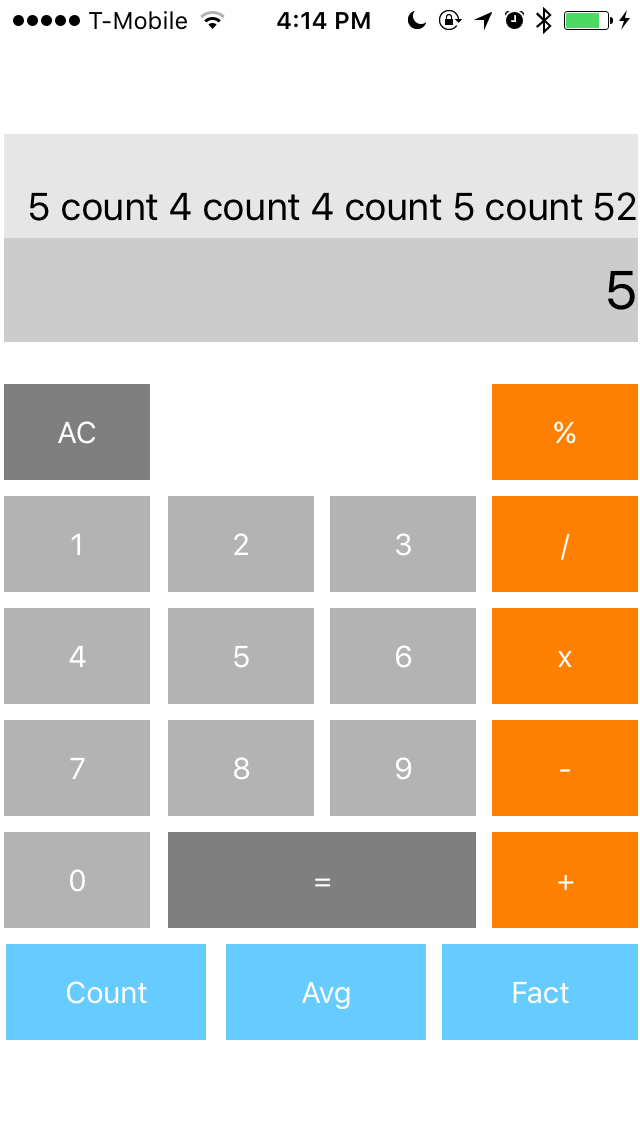 T-Mobile 4:14 PM
5 count 4 count 4 count 5 count 52
5
AC %
1 2 3 /
4 5 6 x
7 8 9 -
0 = +
Count Avg Fact